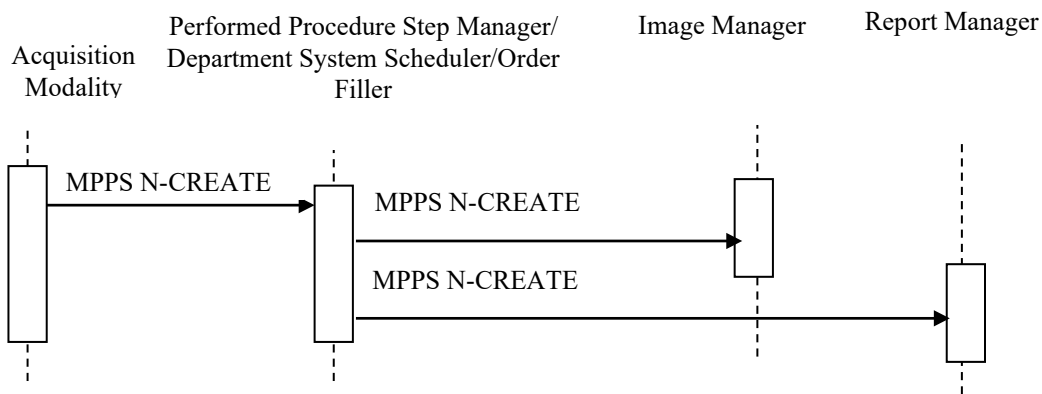 Acquisition
Modality
Performed Procedure Step Manager/
Department System Scheduler/Order
Filler
Image Manager
Report Manager
MPPS N-CREATE
MPPS N-CREATE
MPPS N-CREATE